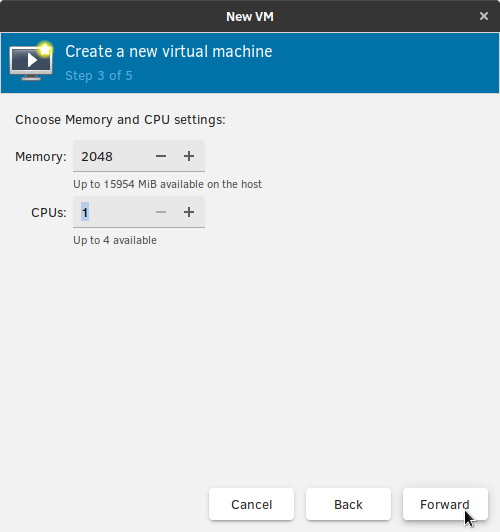 New VM
Create a new virtual machine
Step 3 of 5
Choose Memory and CPU settings:
Memory: 2048
Up to 15954 MiB available on the host
CPUs: 1
Up to 4 available
Cancel Back Forward